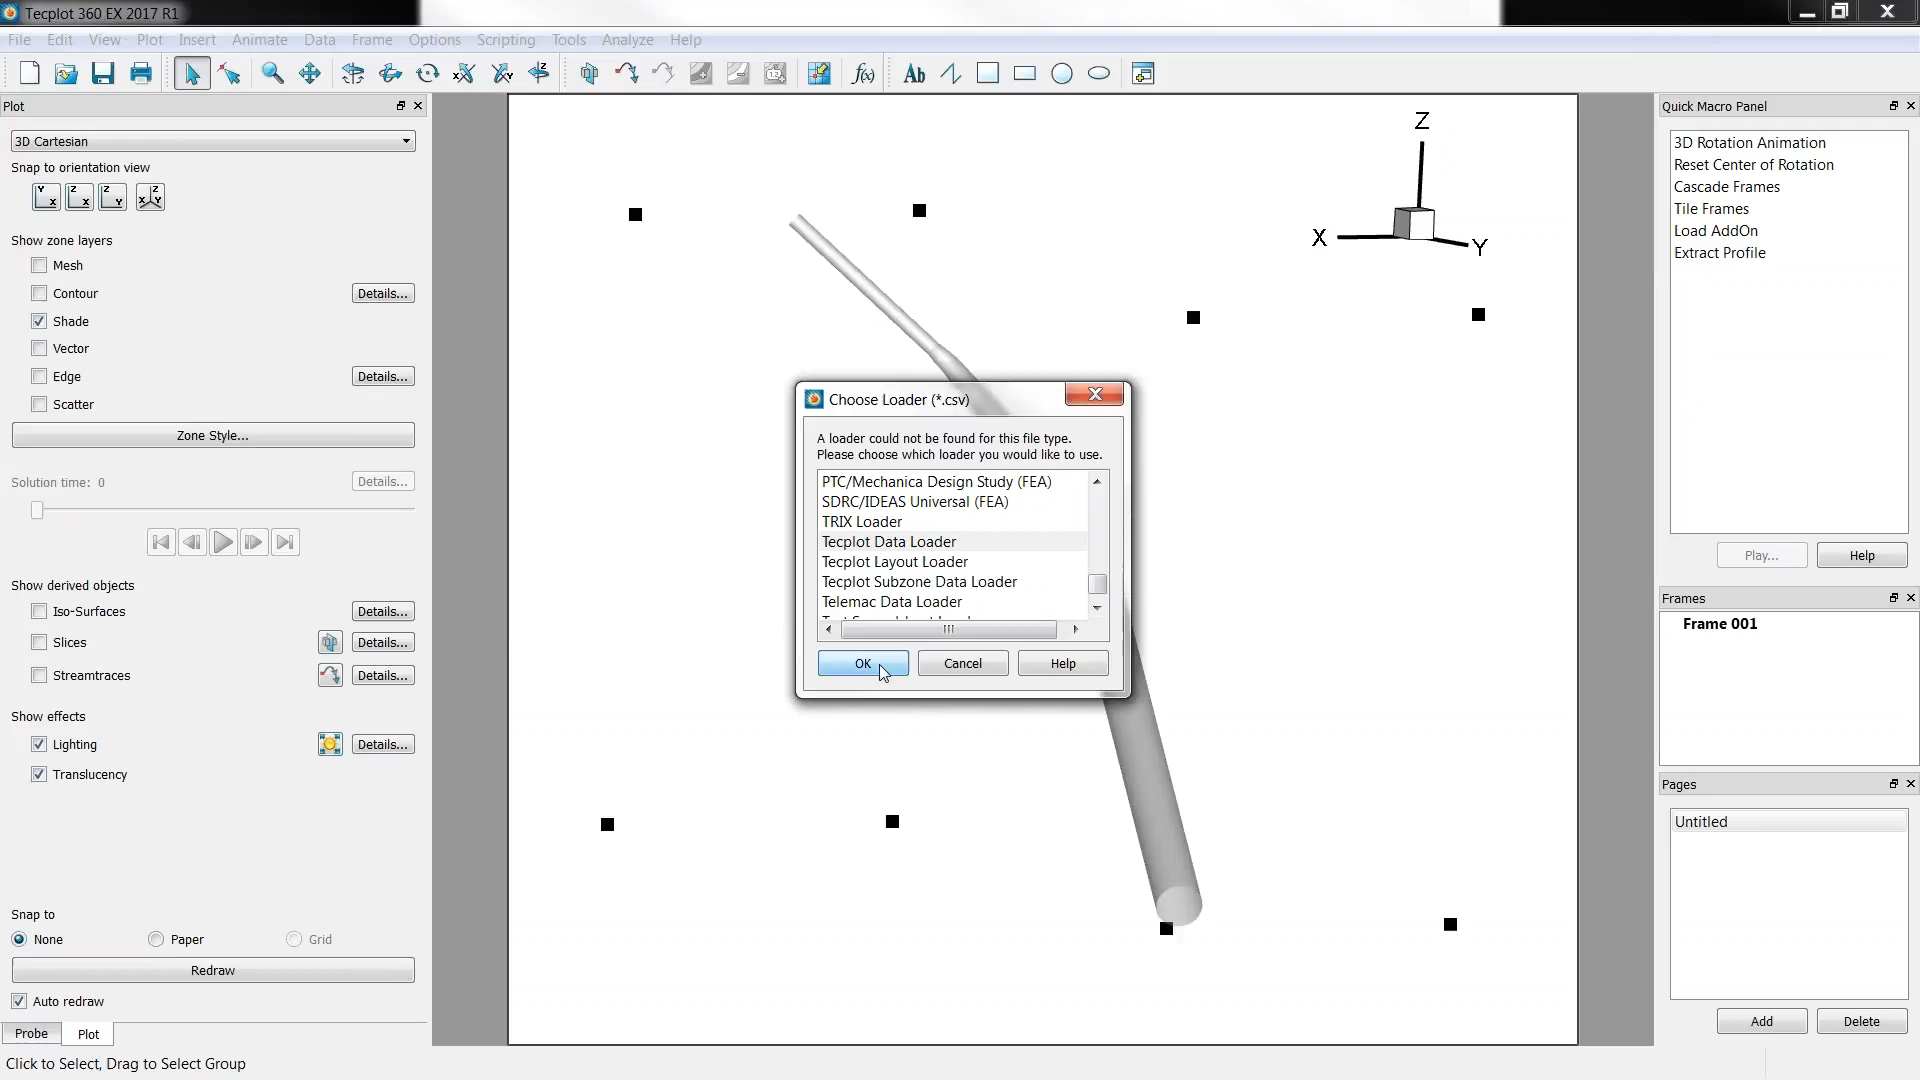 Tecplot 360 EX 2017 R1
File Edit View Plot Insert Animate Data Frame Options Scripting Tools Analyze Help
Plot
3D Cartesian
Snap to orientation view
Show zone layers
Mesh
Contour Details...
Shade
Vector
Edge Details...
Scatter
Zone Style...
Solution time: 0 Details...
Show derived objects
Iso-Surfaces Details...
Slices Details...
Streamtraces Details...
Show effects
Lighting Details...
Translucency
Snap to
None Paper Grid
Redraw
Auto redraw
Probe Plot
Click to Select, Drag to Select Group
Z
X
Y
Choose Loader (*.csv)
A loader could not be found for this file type.
Please choose which loader you would like to use.
PTC/Mechanica Design Study (FEA)
SDRC/IDEAS Universal (FEA)
TRIX Loader
Tecplot Data Loader
Tecplot Layout Loader
Tecplot Subzone Data Loader
Telemac Data Loader
OK Cancel Help
Quick Macro Panel
3D Rotation Animation
Reset Center of Rotation
Cascade Frames
Tile Frames
Load AddOn
Extract Profile
Play... Help
Frames
Frame 001
Pages
Untitled
Add Delete